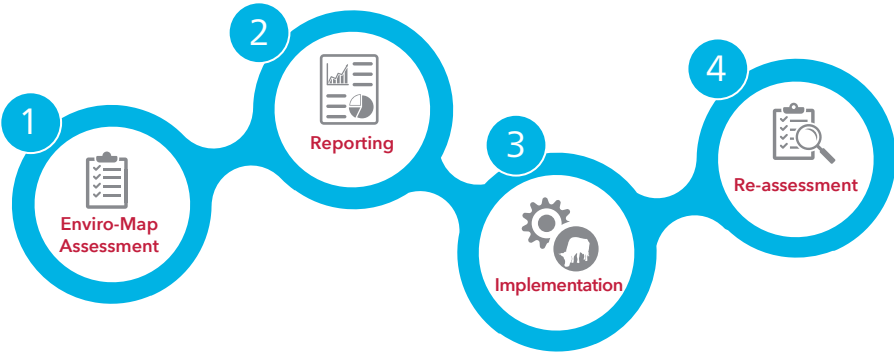 1
Enviro-Map
Assessment
2
Reporting
3
Implementation
4
Re-assessment